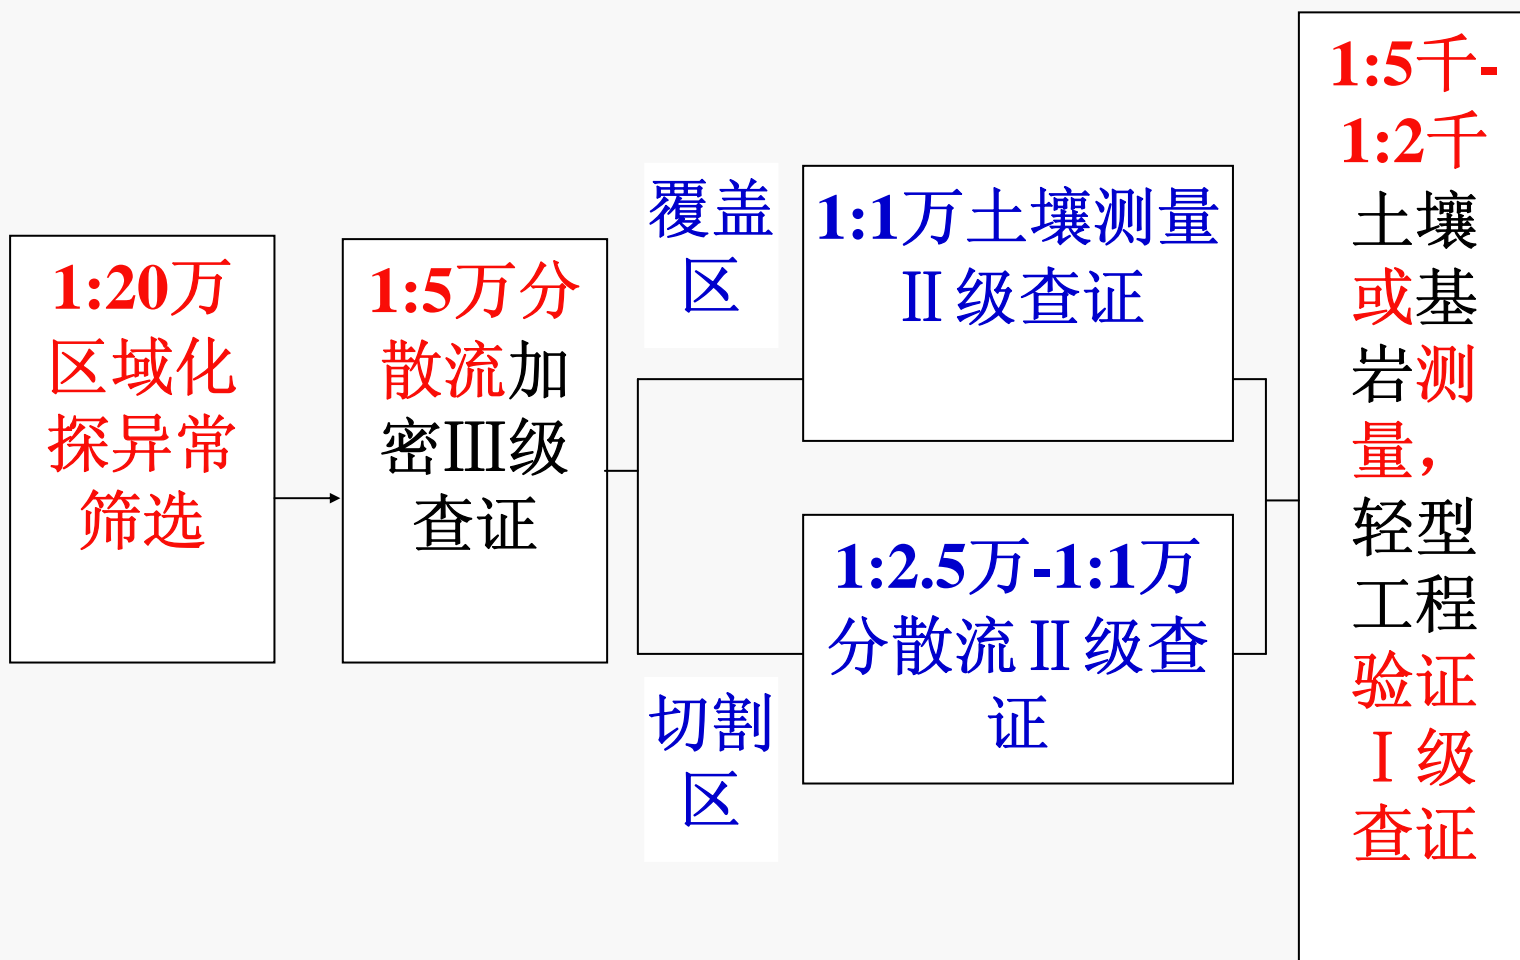 1:20万
区域化
探异常
筛选
1:5万分
散流加
密Ⅲ级
查证
覆盖
区
1:1万土壤测量
Ⅱ级查证
切割
区
1:2.5万-1:1万
分散流Ⅱ级查
证
1:5千-
1:2千
土壤
或基
岩测
量，
轻型
工程
验证
Ⅰ级
查证